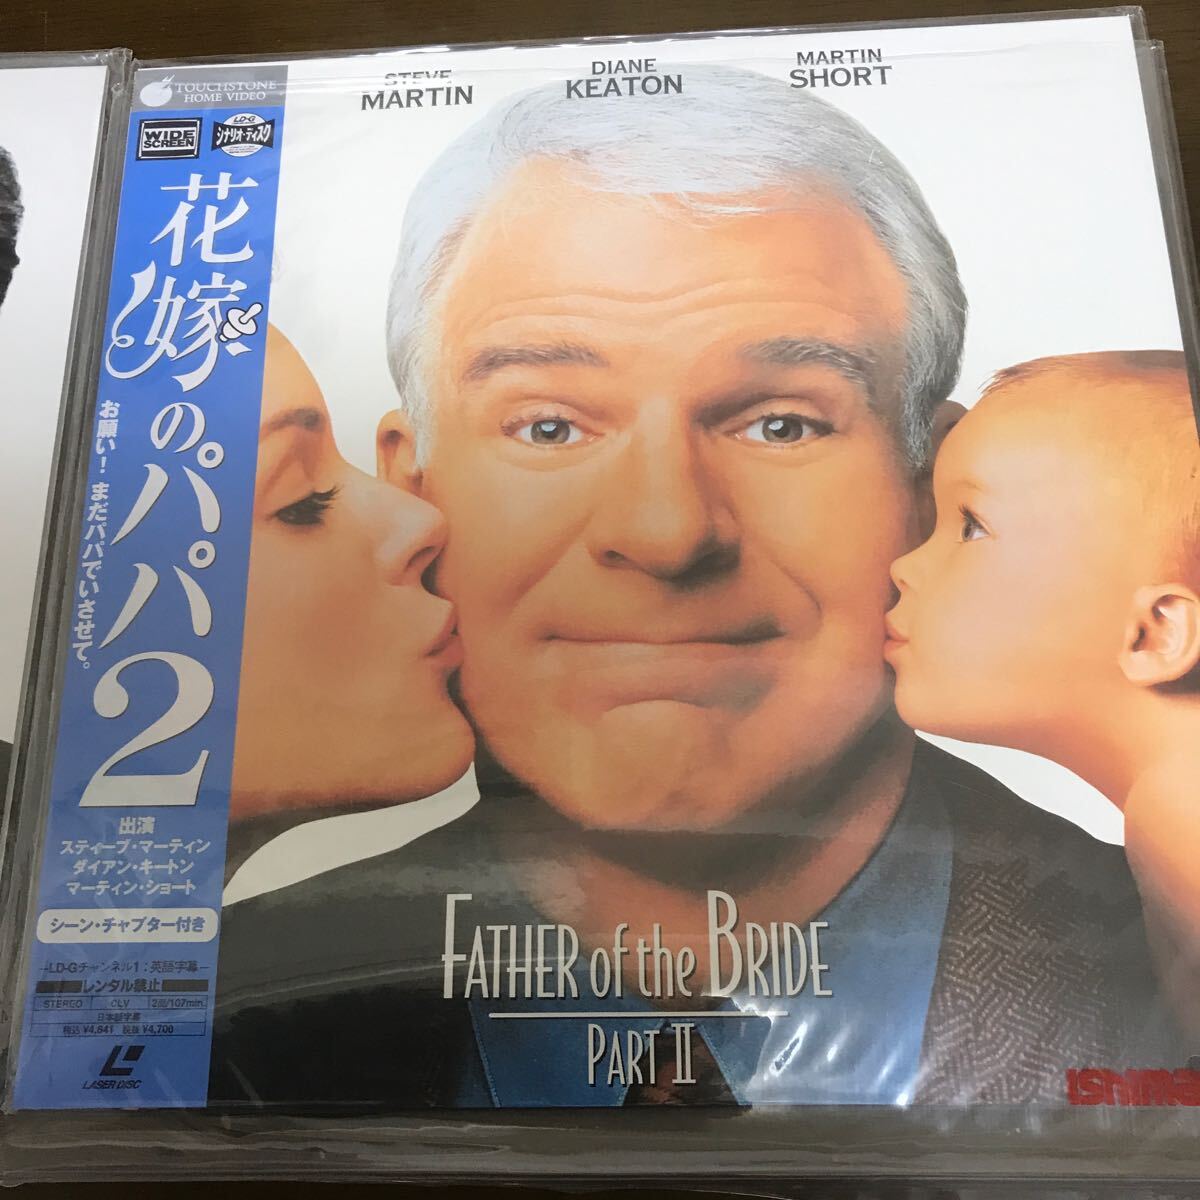 TOUCHSTONE
HOME VIDEO
WIDE
SCREEN
LD-G
シナリオ・ディスク
花嫁のパパ2
お願い！まだパパでいさせて。
出演
スティーブ・マーティン
ダイアン・キートン
マーティン・ショート
シーン・チャプター付き
LD-Gチャンネル1：英語字幕
レンタル禁止
STEREO CLV 2面/107min.
日本語字幕
税込 ¥4,841 税抜 ¥4,700
LASER DISC
STEVE
MARTIN
DIANE
KEATON
MARTIN
SHORT
FATHER of the BRIDE
PART II